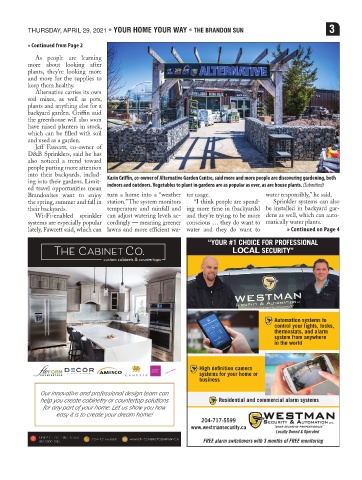 THURSDAY, APRIL 29, 2021 • YOUR HOME YOUR WAY • THE BRANDON SUN 3
» Continued from Page 2
As people are learning
more about looking after
plants, they're looking more
and more for the supplies to
keep them healthy.
Alternative carries its own
soil mixes, as well as pots,
plants and anything else for a
backyard garden. Griffin said
the greenhouse will also soon
have raised planters in stock,
which can be filled with soil
and used as a garden.
Jeff Fawcett, co-owner of
D&B Sprinklers, said he has
also noticed a trend toward
people putting more attention
into their backyards, includ-
ing into their gardens. Limit-
ed travel opportunities mean
Brandonites want to enjoy
the spring, summer and fall in
their backyards.
Wi-Fi-enabled sprinkler
systems are especially popular
lately, Fawcett said, which can
ALTERNATIVE
Karin Griffin, co-owner of Alternative Garden Centre, said more and more people are discovering gardening, both
indoors and outdoors. Vegetables to plant in gardens are as popular as ever, as are house plants. (Submitted)
turn a home into a "weather
station." The system monitors
temperature and rainfall and
can adjust watering levels ac-
cordingly — meaning greener
lawns and more efficient wa-
ter usage.
"I think people are spend-
ing more time in (backyards)
and they're trying to be more
conscious … they do want to
water and they do want to
water responsibly," he said.
Sprinkler systems can also
be installed in backyard gar-
dens as well, which can auto-
matically water plants.
» Continued on Page 4
THE CABINET CO.
custom cabinets & countertops
DECOR
AMISCO
Our innovative and professional design team can
help you create cabinetry or countertop solutions
for any part of your home. Let us show you how
easy it is to create your dream home!
"YOUR #1 CHOICE FOR PROFESSIONAL
LOCAL SECURITY"
WESTMAN
SECURITY & AUTOMATION
Automation systems to
control your lights, locks,
thermostats, and alarm
system from anywhere
in the world
High definition camera
systems for your home or
business
Residential and commercial alarm systems
204-717-5599
www.westmansecurity.ca
WESTMAN
SECURITY & AUTOMATION INC.
Locally Owned & Operated
FREE alarm switchovers with 3 months of FREE monitoring